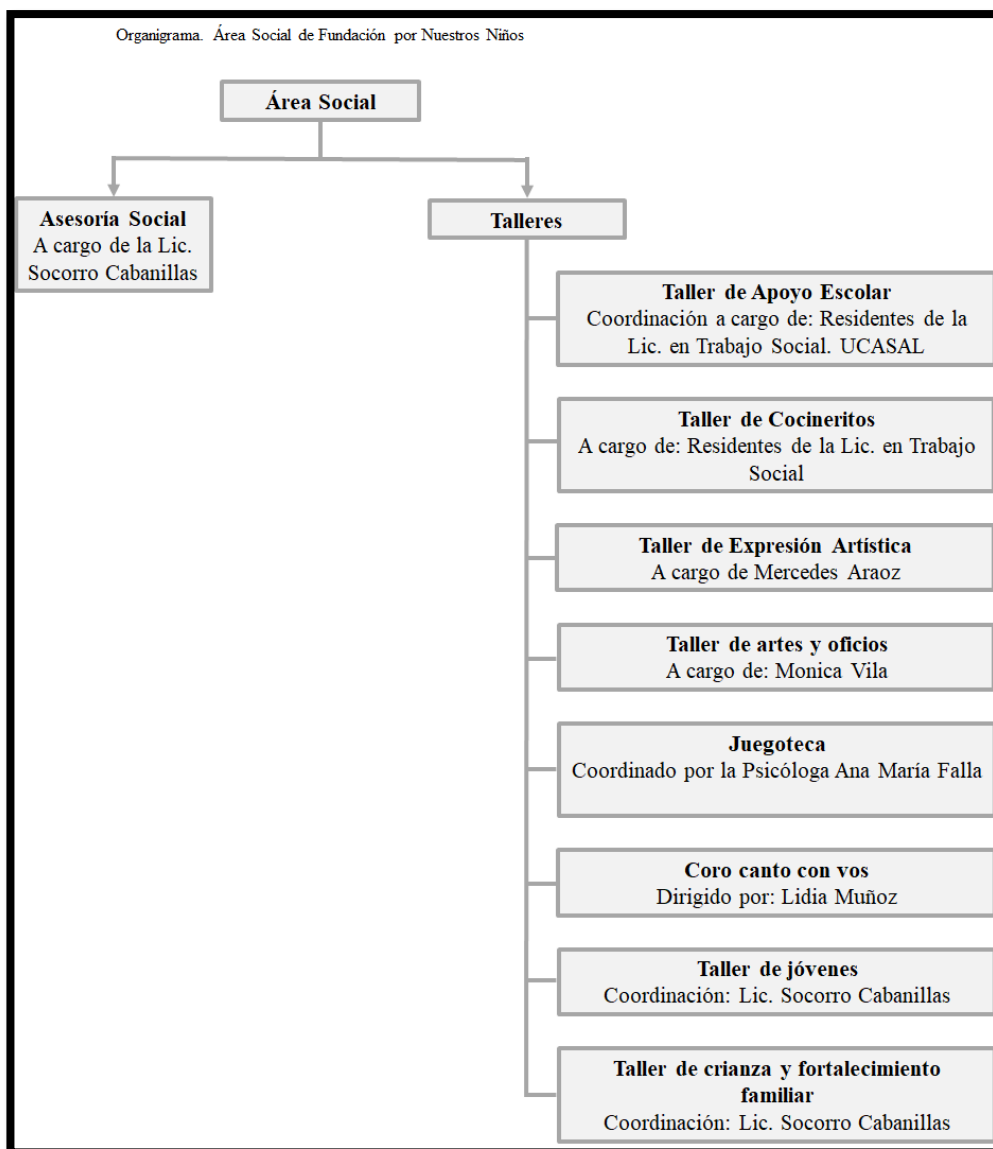 Organigrama. Área Social de Fundación por Nuestros Niños
Área Social
Asesoría Social
A cargo de la Lic.
Socorro Cabanillas
Talleres
Taller de Apoyo Escolar
Coordinación a cargo de: Residentes de la
Lic. en Trabajo Social. UCASAL
Taller de Cocineritos
A cargo de: Residentes de la Lic. en Trabajo
Social
Taller de Expresión Artística
A cargo de Mercedes Araoz
Taller de artes y oficios
A cargo de: Monica Vila
Juegoteca
Coordinado por la Psicóloga Ana María Falla
Coro canto con vos
Dirigido por: Lidia Muñoz
Taller de jóvenes
Coordinación: Lic. Socorro Cabanillas
Taller de crianza y fortalecimiento
familiar
Coordinación: Lic. Socorro Cabanillas